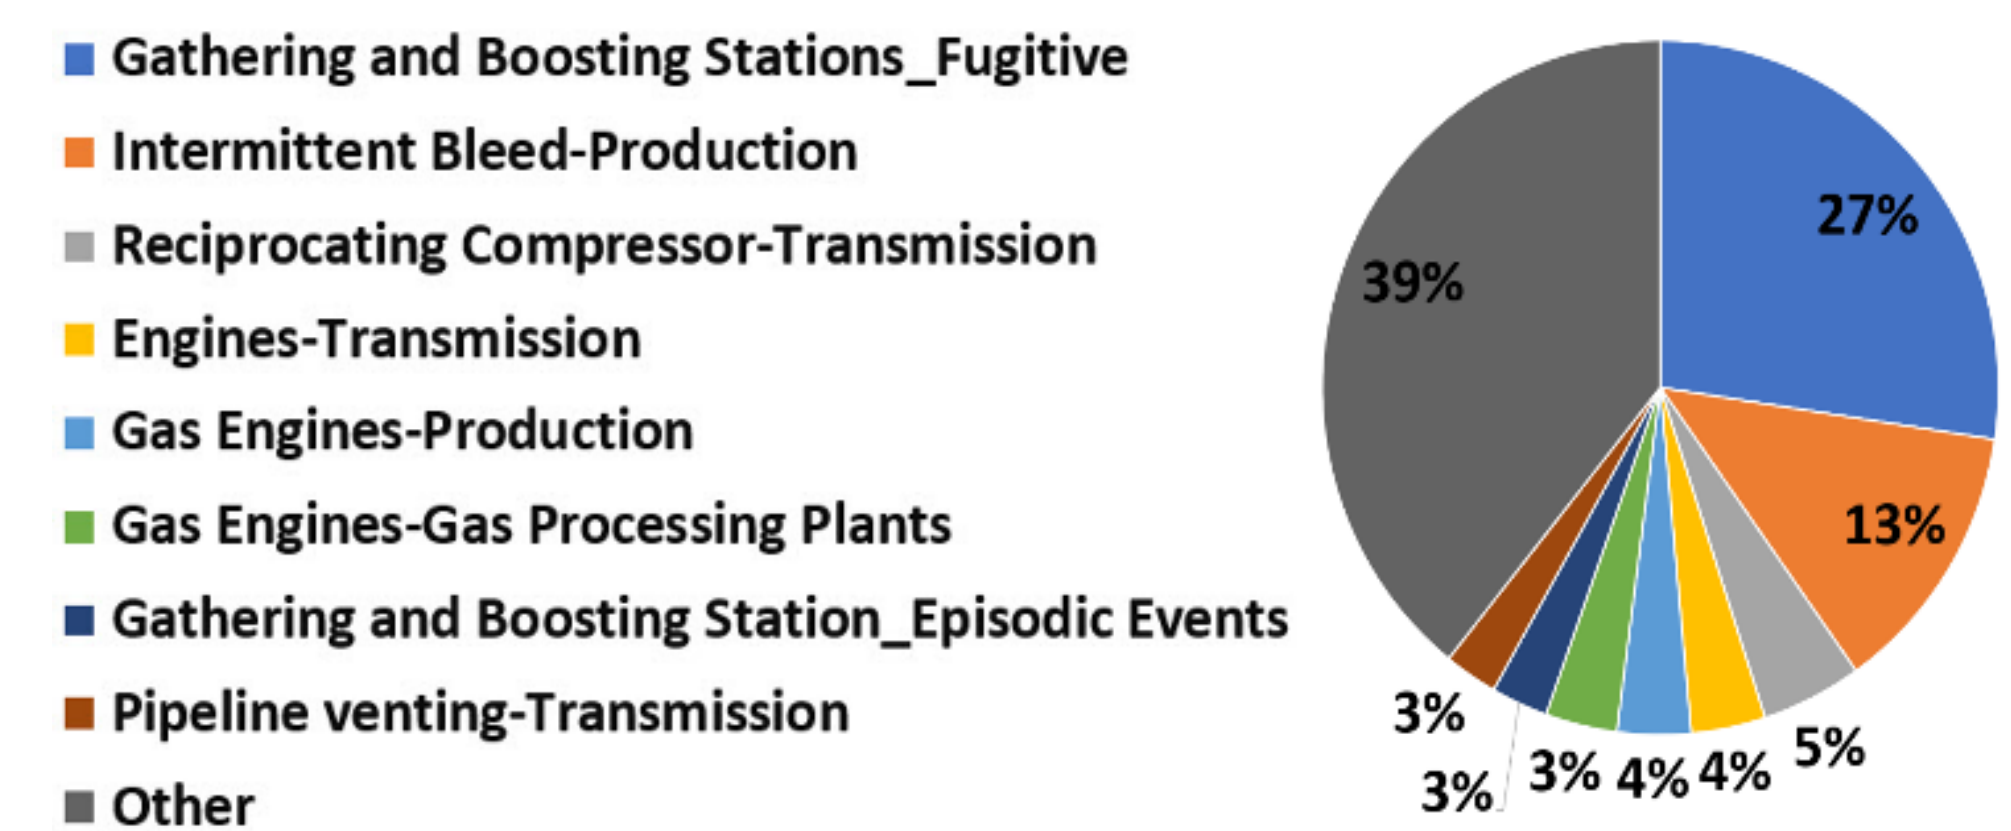 Gathering and Boosting Stations_Fugitive
Intermittent Bleed-Production
Reciprocating Compressor-Transmission
Engines-Transmission
Gas Engines-Production
Gas Engines-Gas Processing Plants
Gathering and Boosting Station_Episodic Events
Pipeline venting-Transmission
Other
27%
13%
5%
4%
4%
3%
3%
3%
39%